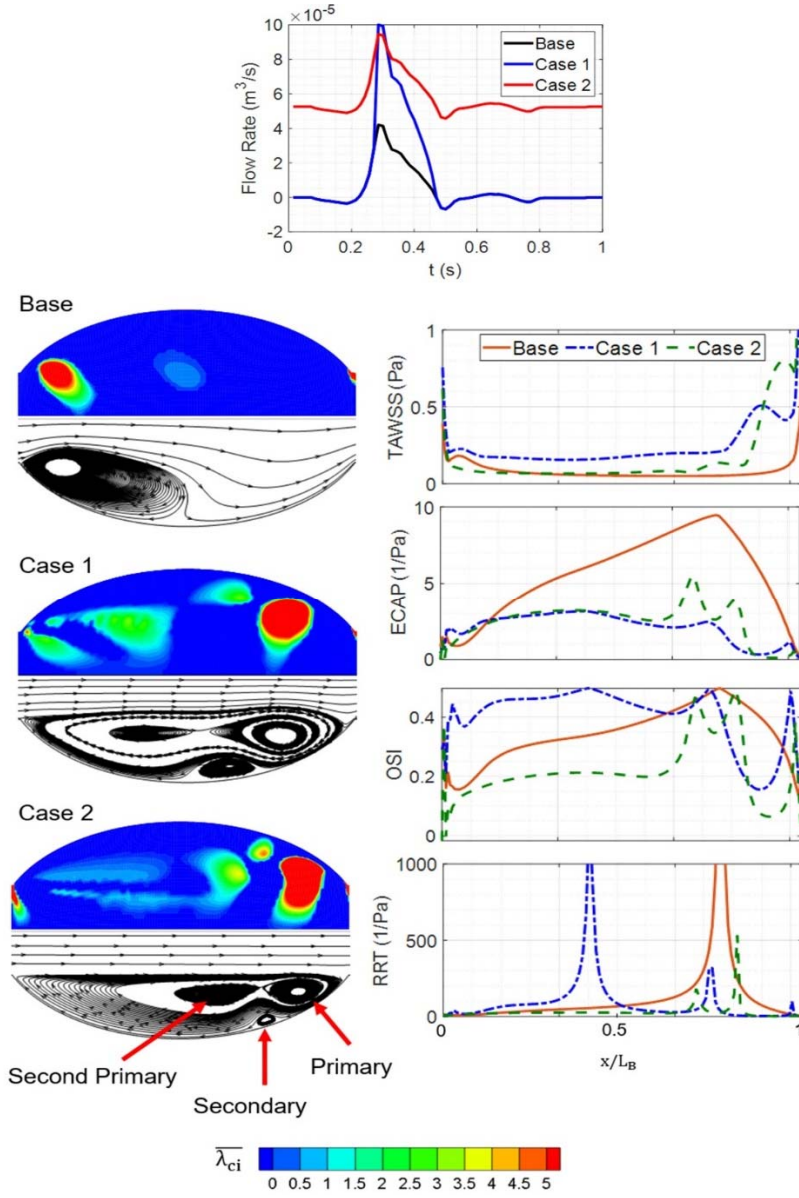 ×10⁻⁵
10
8
6
4
2
0
-2
Flow Rate (m³/s)
Base
Case 1
Case 2
0 0.2 0.4 0.6 0.8 1
t (s)
Base
Case 1
Case 2
Second Primary
Secondary
Primary
Base Case 1 Case 2
1
0.5
0
TAWSS (Pa)
10
5
0
ECAP (1/Pa)
0.4
0.2
0
OSI
1000
500
0
RRT (1/Pa)
0 0.5 1
x/L_B
λ_ci
0 0.5 1 1.5 2 2.5 3 3.5 4 4.5 5